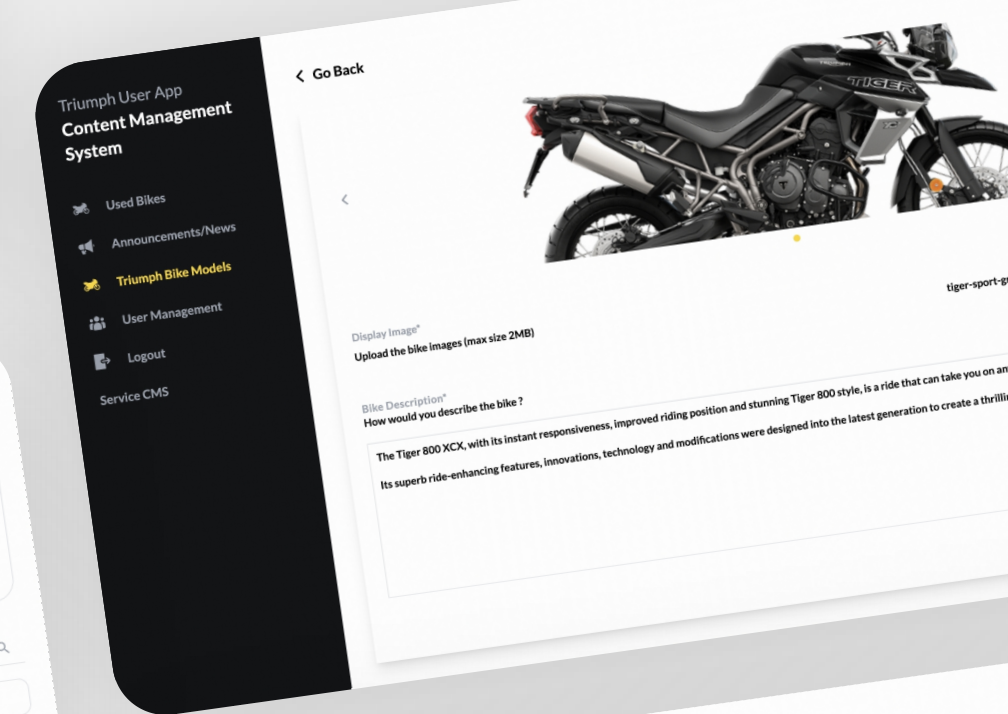 Triumph User App
Content Management
System
Used Bikes
Announcements/News
Triumph Bike Models
User Management
Logout
Service CMS
Go Back
TIGER
T
Display Image*
Upload the bike images (max size 2MB)
Bike Description*
How would you describe the bike ?
The Tiger 800 XCX, with its instant responsiveness, improved riding position and stunning Tiger 800 style, is a ride that can take you on
Its superb ride-enhancing features, innovations, technology and modifications were designed into the latest generation to create a